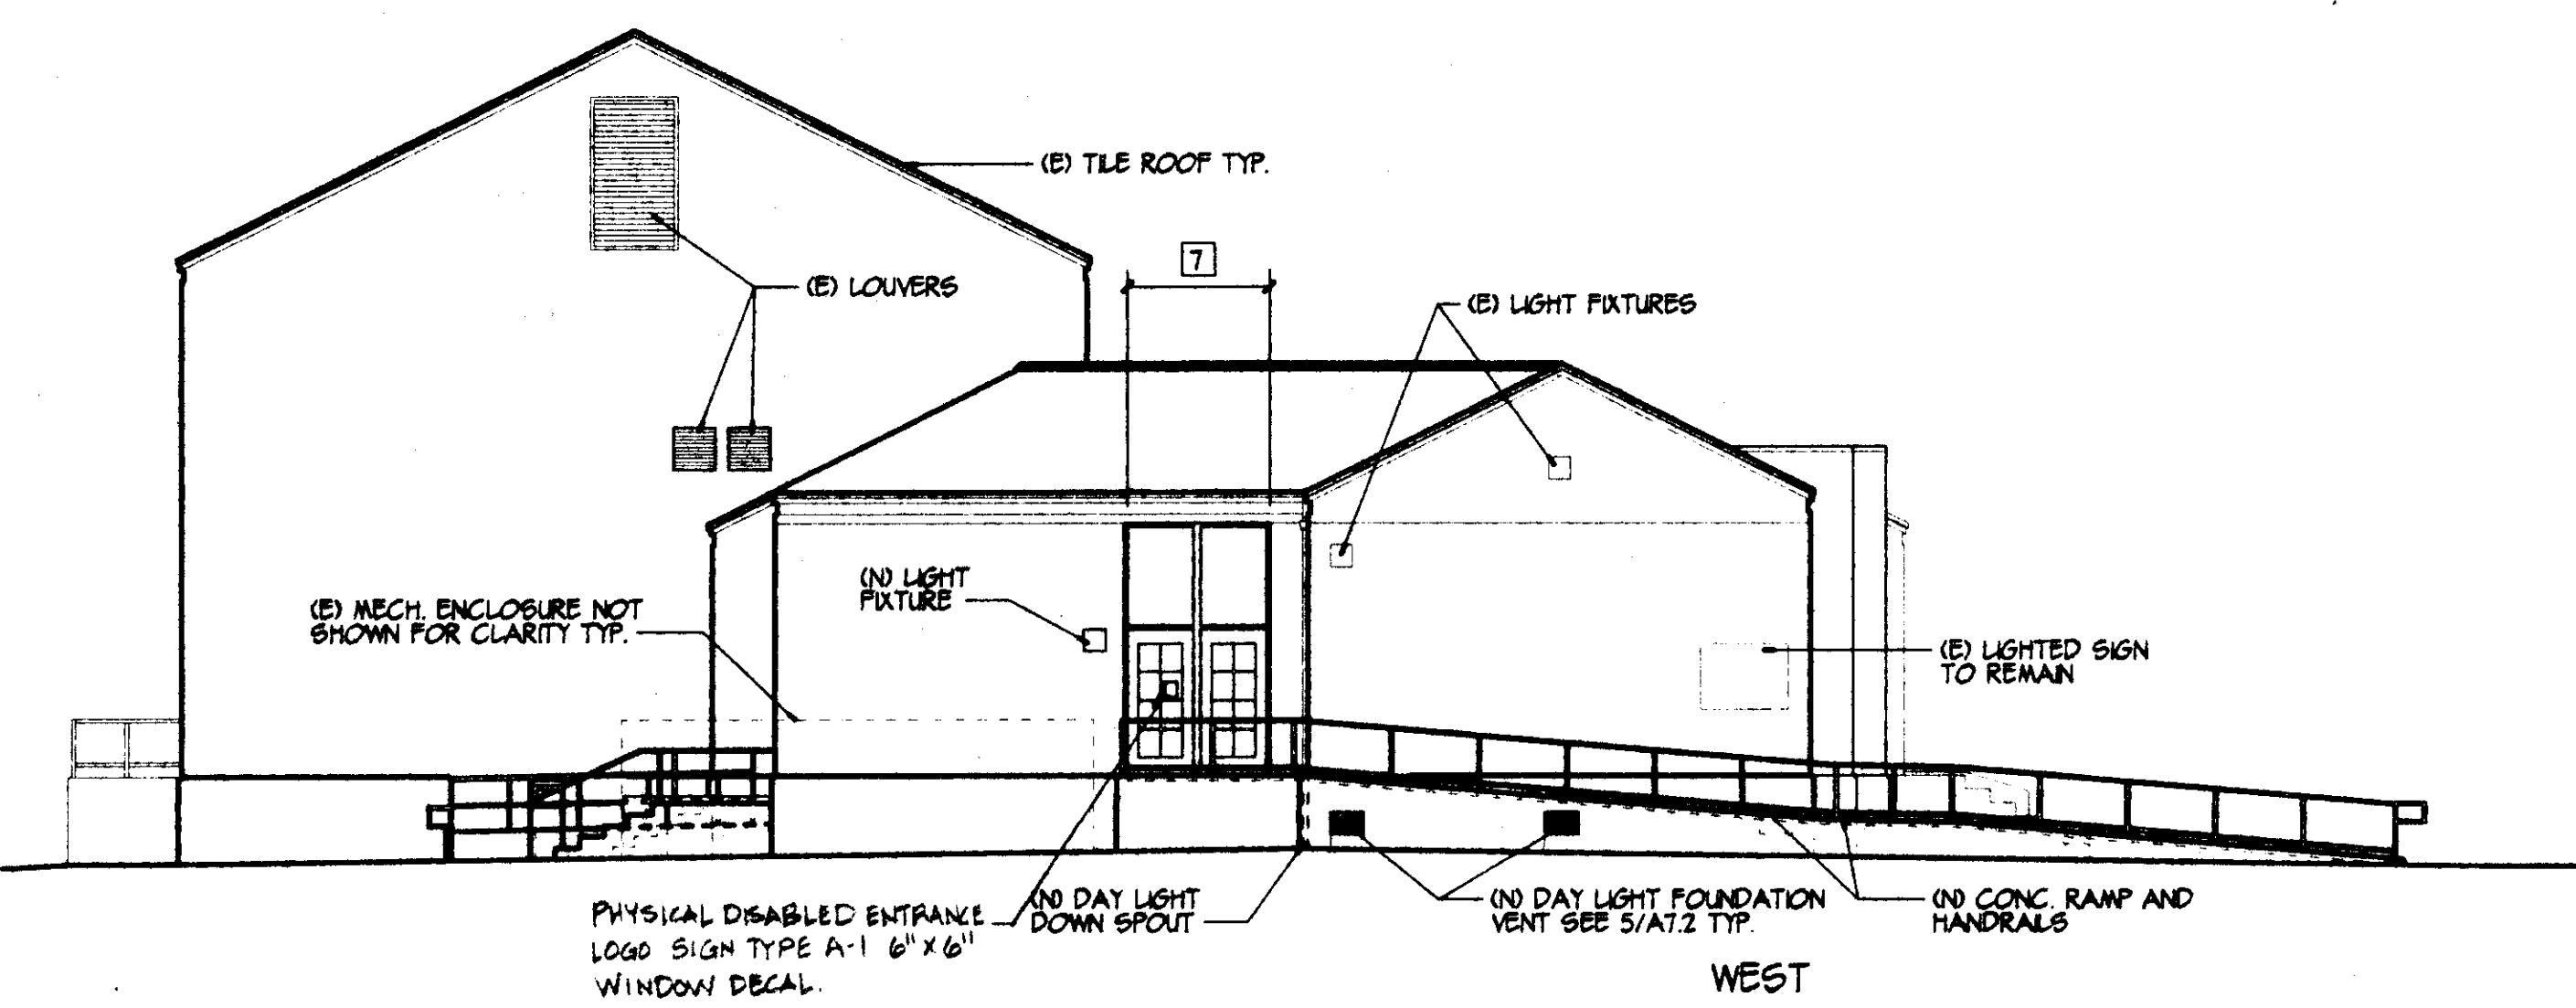 (E) TILE ROOF TYP.
7
(E) LOUVERS
(E) LIGHT FIXTURES
(N) LIGHT
FIXTURE
(E) MECH. ENCLOSURE NOT
SHOWN FOR CLARITY TYP.
(E) LIGHTED SIGN
TO REMAIN
PHYSICAL DISABLED ENTRANCE
LOGO SIGN TYPE A-1 6" X 6"
WINDOW DECAL.
(N) DAY LIGHT
DOWN SPOUT
(N) DAY LIGHT FOUNDATION
VENT SEE 5/A7.2 TYP.
(N) CONC. RAMP AND
HANDRAILS
WEST